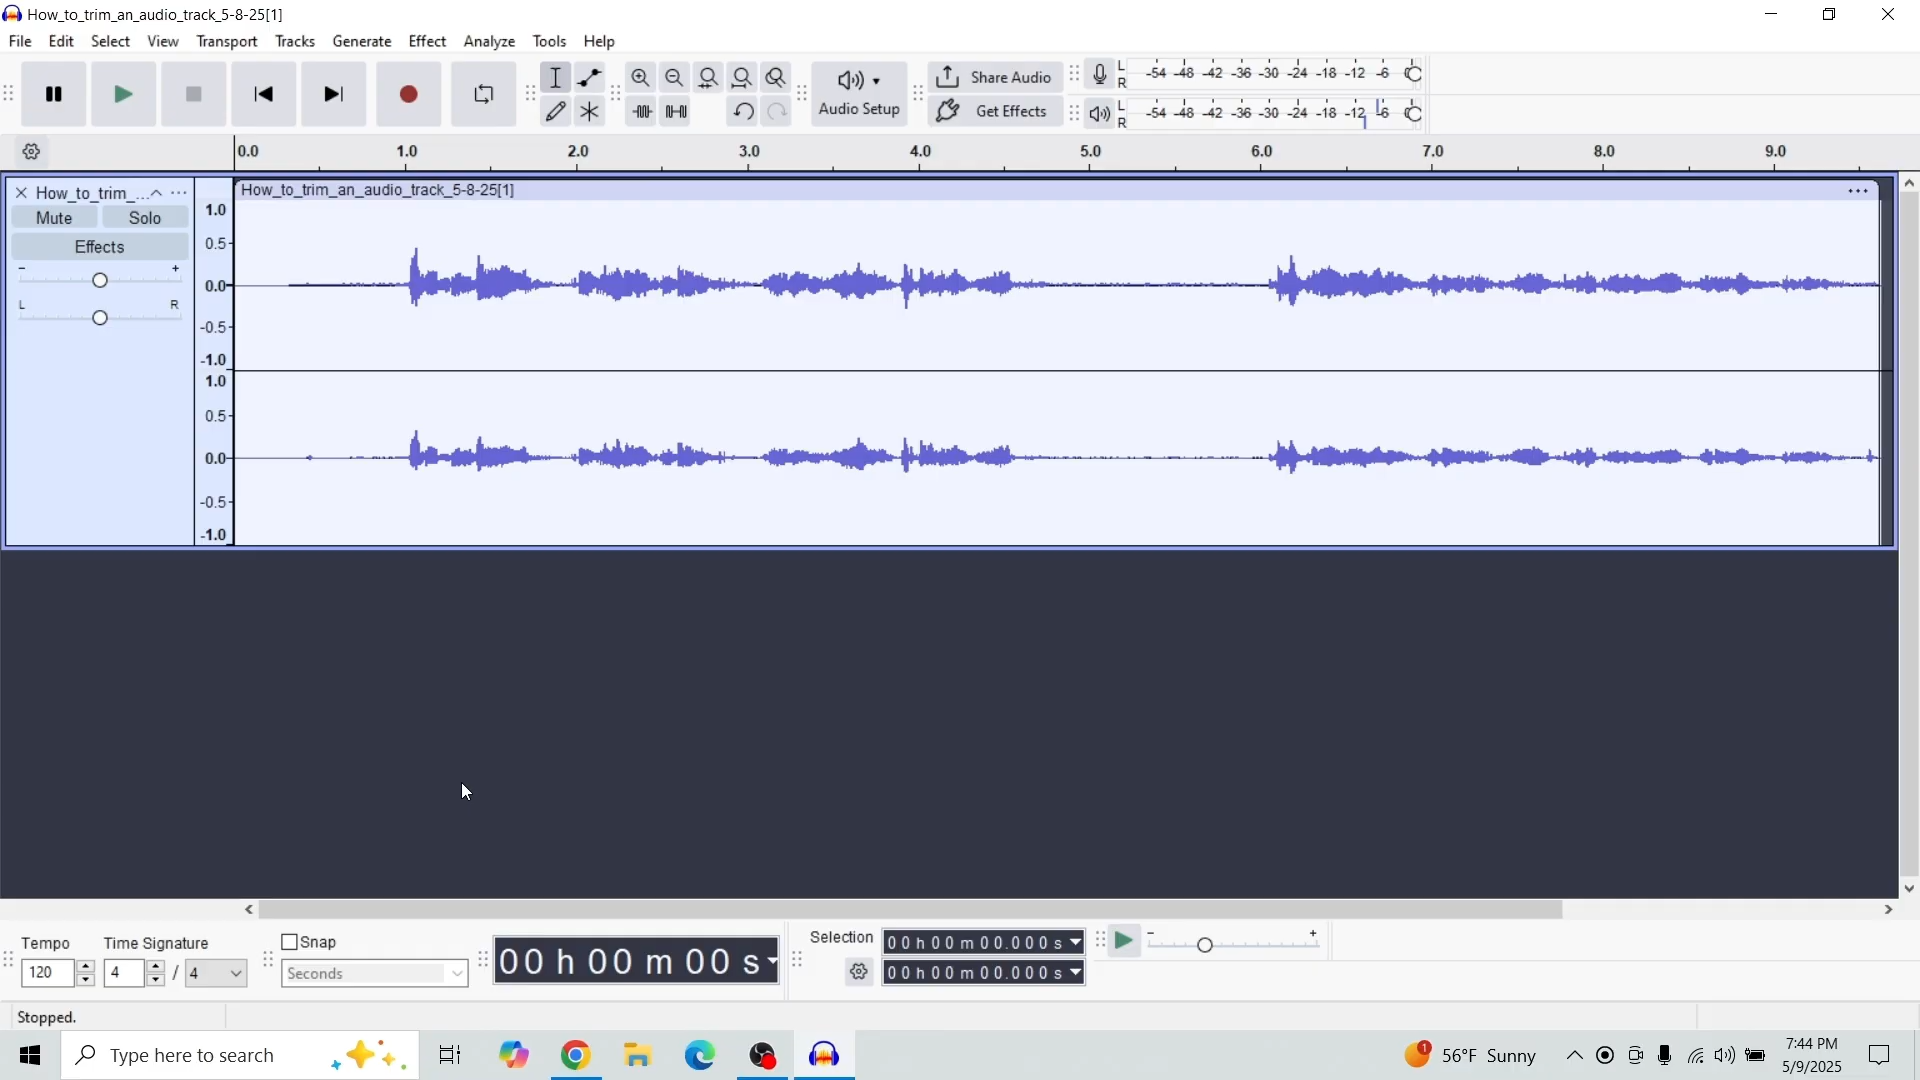 How_to_trim_an_audio_track_5-8-25[1]
File Edit Select View Transport Tracks Generate Effect Analyze Tools Help
Audio Setup
Share Audio
Get Effects
L
R
-54 -48 -42 -36 -30 -24 -18 -12 -6 0
L
R
-54 -48 -42 -36 -30 -24 -18 -12 -6 0
0.0 1.0 2.0 3.0 4.0 5.0 6.0 7.0 8.0 9.0
How_to_trim_...
Mute Solo
Effects
- +
L R
1.0
0.5
0.0
-0.5
-1.0
1.0
0.5
0.0
-0.5
-1.0
How_to_trim_an_audio_track_5-8-25[1]
Tempo
120
Time Signature
4 / 4
Snap
Seconds
00 h 00 m 00 s
Selection
00 h 00 m 00.000 s
00 h 00 m 00.000 s
- +
Stopped.
Type here to search
1
56°F Sunny
7:44 PM
5/9/2025